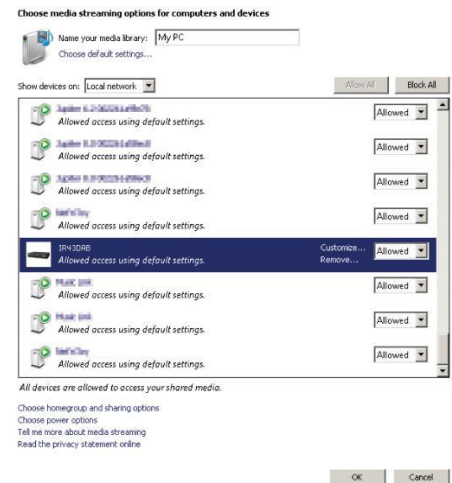 Choose media streaming options for computers and devices
Name your media library: My PC
Choose default settings...
Show devices on: Local network
Allow All Block All
Allowed
Allowed access using default settings.
Allowed
Allowed access using default settings.
Allowed
Allowed access using default settings.
Allowed
Allowed access using default settings.
IR43DAB Customize... Allowed
Allowed access using default settings. Remove...
Allowed
Allowed access using default settings.
Allowed
Allowed access using default settings.
Allowed
Allowed access using default settings.
All devices are allowed to access your shared media.
Choose homegroup and sharing options
Choose power options
Tell me more about media streaming
Read the privacy statement online
OK Cancel